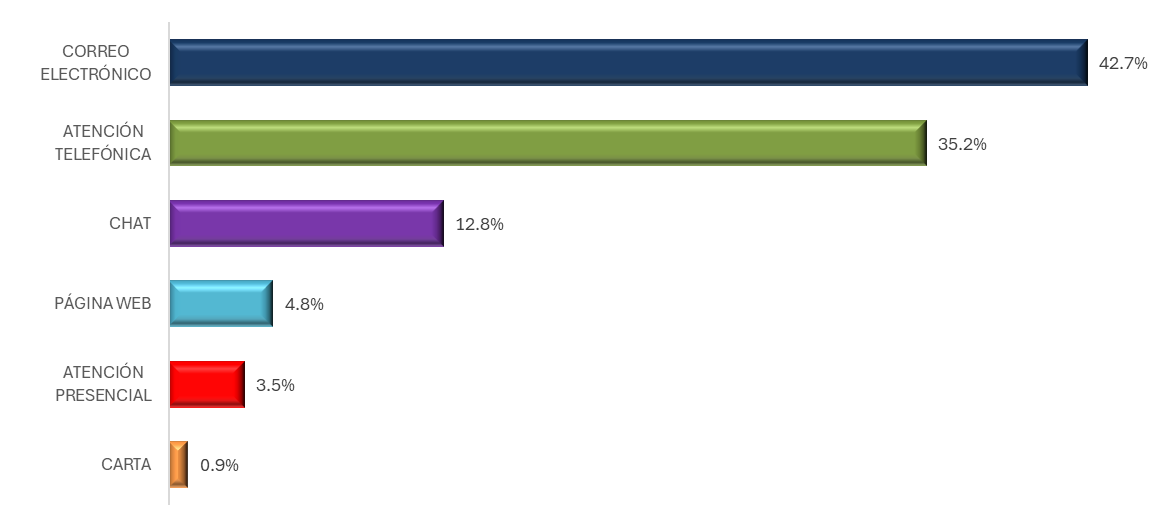 CORREO
ELECTRÓNICO
42.7%
ATENCIÓN
TELEFÓNICA
35.2%
CHAT
12.8%
PÁGINA WEB
4.8%
ATENCIÓN
PRESENCIAL
3.5%
CARTA
0.9%